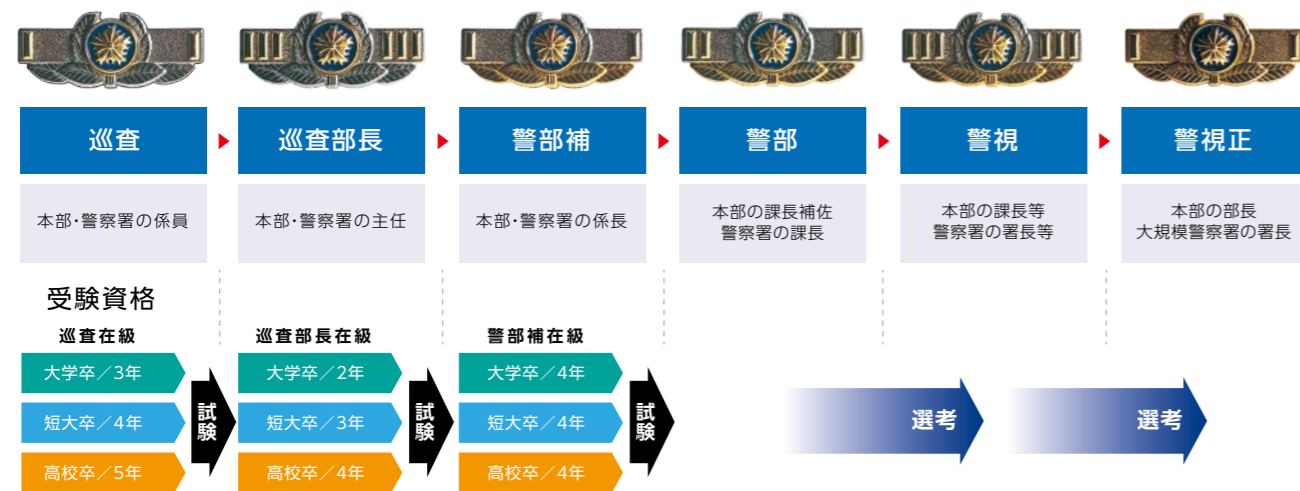 巡査
巡査部長
警部補
警部
警視
警視正
本部・警察署の係員
本部・警察署の主任
本部・警察署の係長
本部の課長補佐
警察署の課長
本部の課長等
警察署の署長等
本部の部長
大規模警察署の署長
受験資格
巡査在級
大学卒／3年
短大卒／4年
高校卒／5年
試験
巡査部長在級
大学卒／2年
短大卒／3年
高校卒／4年
試験
警部補在級
大学卒／4年
短大卒／4年
高校卒／4年
試験
選考
選考